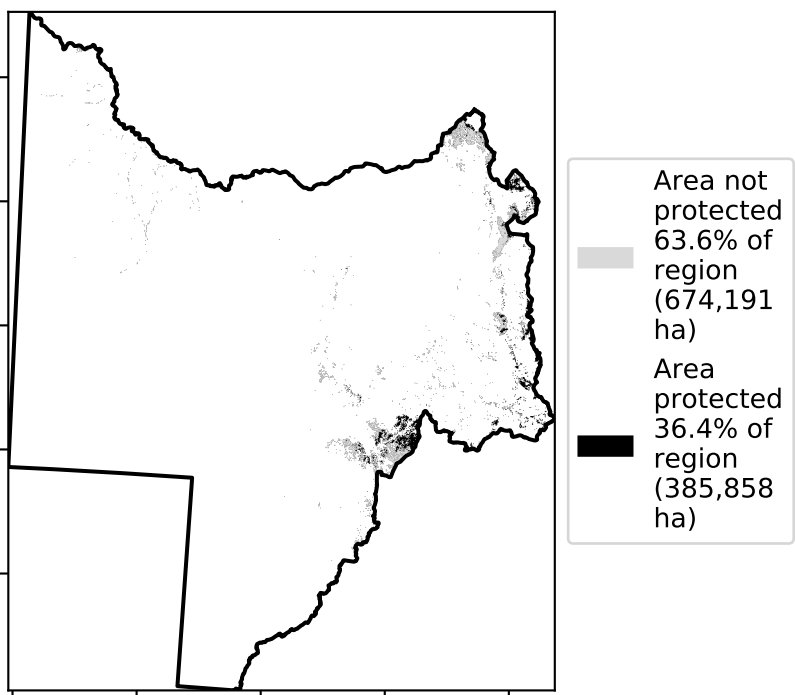 Area not
protected
63.6% of
region
(674,191
ha)
Area
protected
36.4% of
region
(385,858
ha)